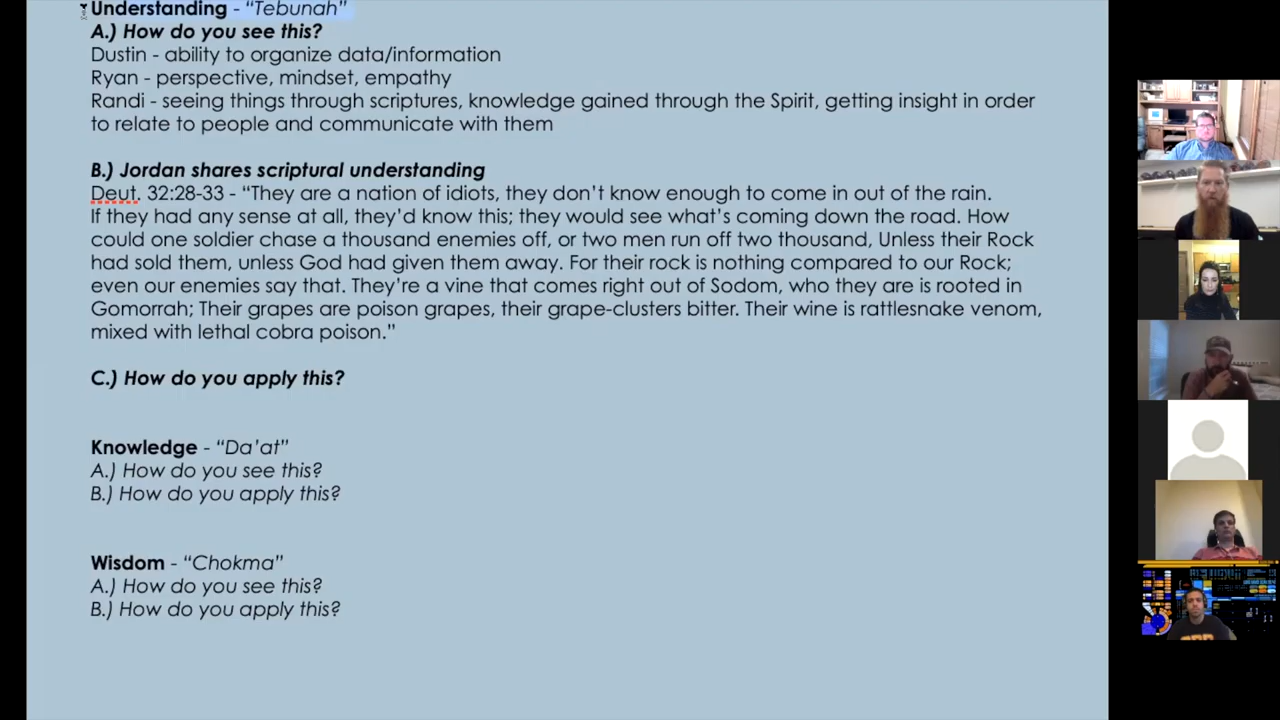 Understanding - “Tebunah”
A.) How do you see this?
Dustin - ability to organize data/information
Ryan - perspective, mindset, empathy
Randi - seeing things through scriptures, knowledge gained through the Spirit, getting insight in order
to relate to people and communicate with them
B.) Jordan shares scriptural understanding
Deut. 32:28-33 - “They are a nation of idiots, they don’t know enough to come in out of the rain.
If they had any sense at all, they’d know this; they would see what’s coming down the road. How
could one soldier chase a thousand enemies off, or two men run off two thousand, Unless their Rock
had sold them, unless God had given them away. For their rock is nothing compared to our Rock;
even our enemies say that. They’re a vine that comes right out of Sodom, who they are is rooted in
Gomorrah; Their grapes are poison grapes, their grape-clusters bitter. Their wine is rattlesnake venom,
mixed with lethal cobra poison.”
C.) How do you apply this?
Knowledge - “Da’at”
A.) How do you see this?
B.) How do you apply this?
Wisdom - “Chokma”
A.) How do you see this?
B.) How do you apply this?